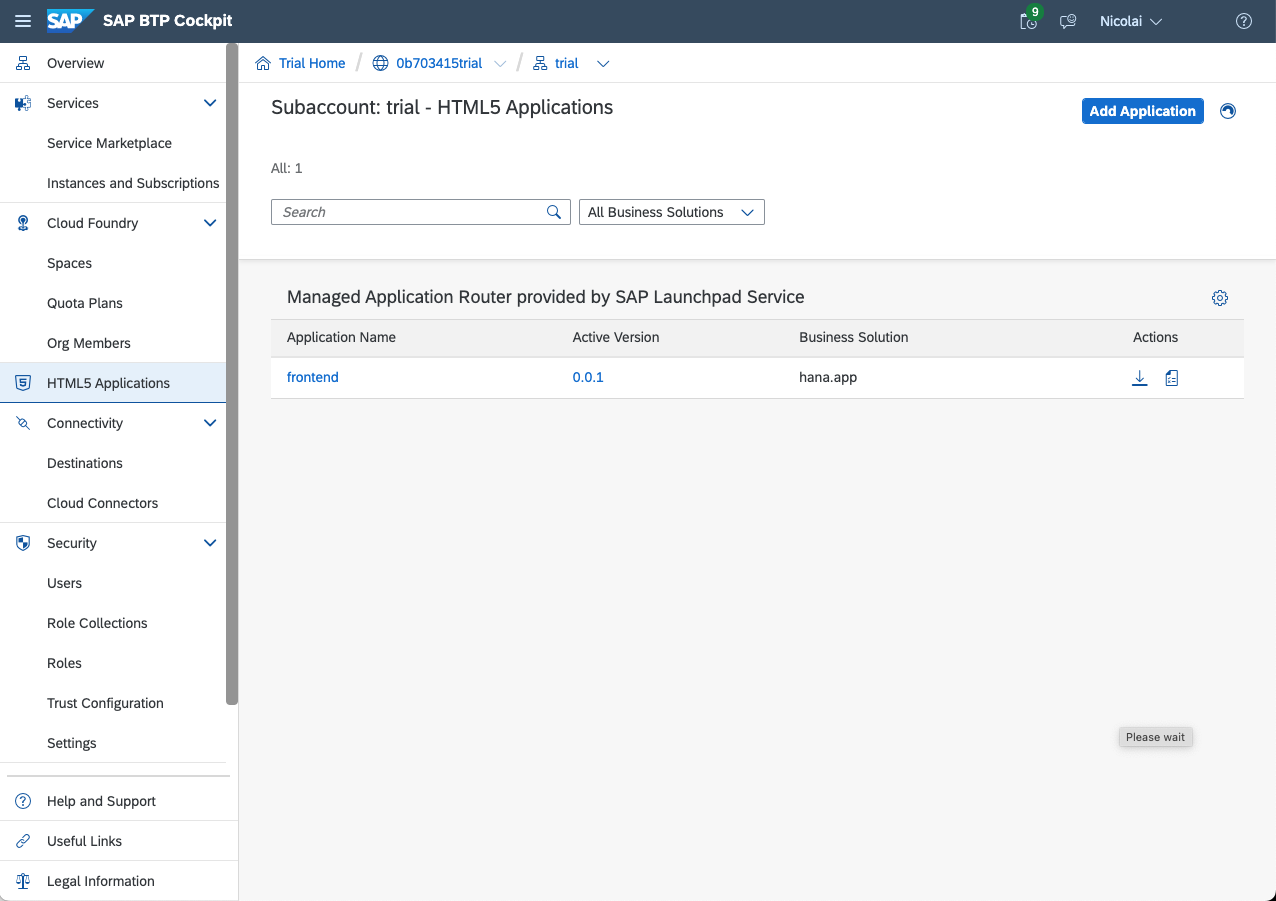 SAP SAP BTP Cockpit
9
Nicolai
Overview
Services
Service Marketplace
Instances and Subscriptions
Cloud Foundry
Spaces
Quota Plans
Org Members
HTML5 Applications
Connectivity
Destinations
Cloud Connectors
Security
Users
Role Collections
Roles
Trust Configuration
Settings
Help and Support
Useful Links
Legal Information
Trial Home / 0b703415trial / trial
Subaccount: trial - HTML5 Applications
Add Application
All: 1
Search
All Business Solutions
Managed Application Router provided by SAP Launchpad Service
Application Name Active Version Business Solution Actions
frontend 0.0.1 hana.app
Please wait